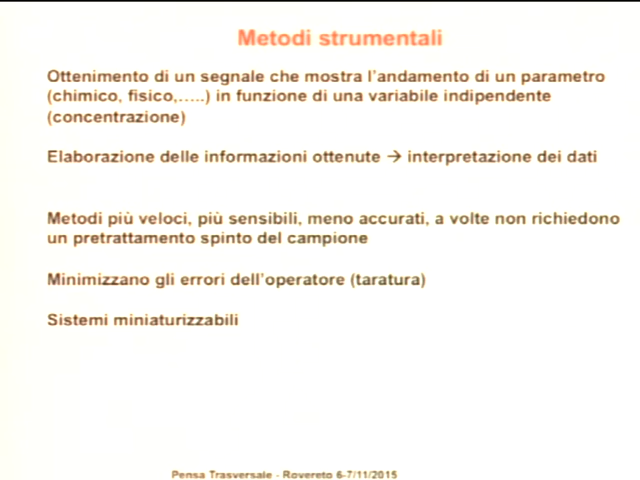 Metodi strumentali
Ottenimento di un segnale che mostra l'andamento di un parametro
(chimico, fisico,.....) in funzione di una variabile indipendente
(concentrazione)
Elaborazione delle informazioni ottenute → interpretazione dei dati
Metodi più veloci, più sensibili, meno accurati, a volte non richiedono
un pretrattamento spinto del campione
Minimizzano gli errori dell'operatore (taratura)
Sistemi miniaturizzabili
Pensa Trasversale - Rovereto 6-7/11/2015